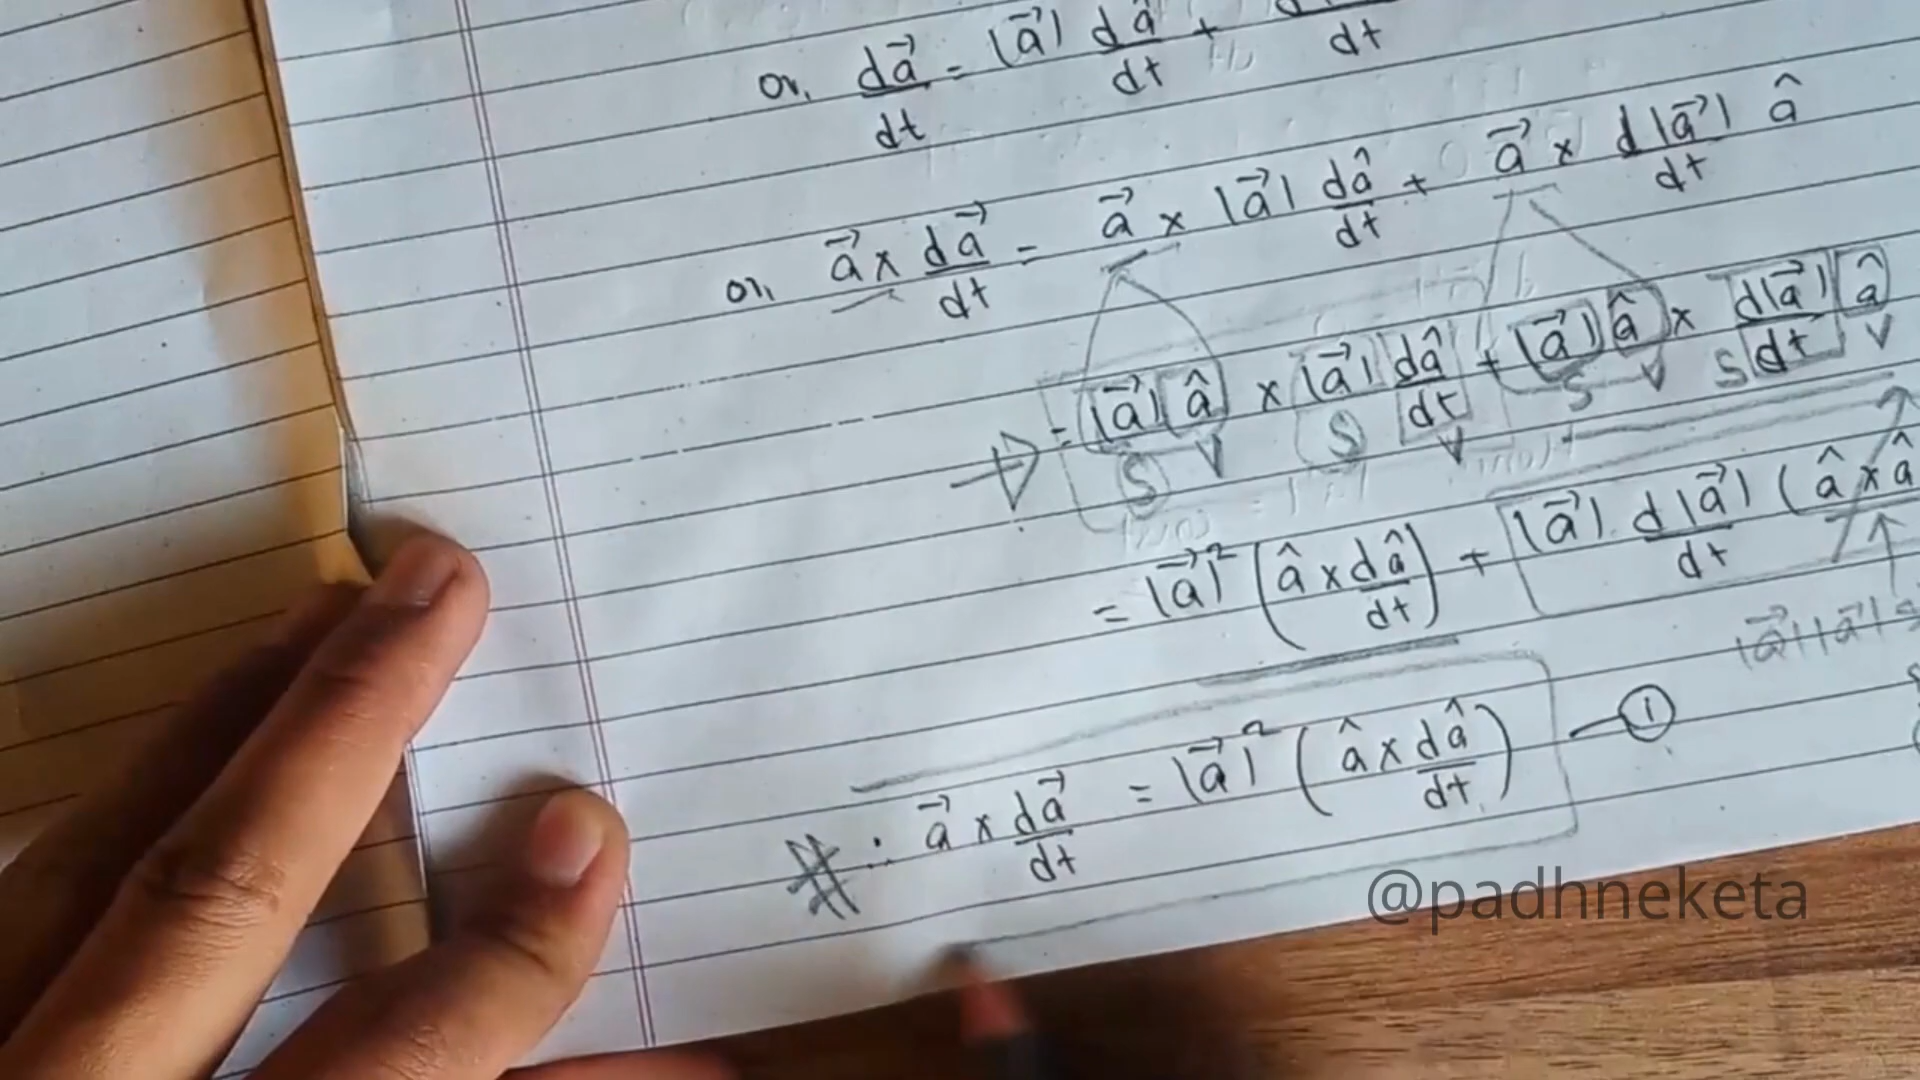 or, da⃗/dt = |a⃗| dâ/dt + d/dt
or, a⃗ × da⃗/dt = a⃗ × |a⃗| dâ/dt + a⃗ × d|a⃗|/dt â
= |a⃗| â × |a⃗| dâ/dt + |a⃗| â × d|a⃗|/dt â
S V S V S V S V
= |a⃗|² (â × dâ/dt) + |a⃗| . d|a⃗|/dt (â × â
|a⃗||a⃗|
# ∴ a⃗ × da⃗/dt = |a⃗|² (â × dâ/dt) — ①
@padhneketa